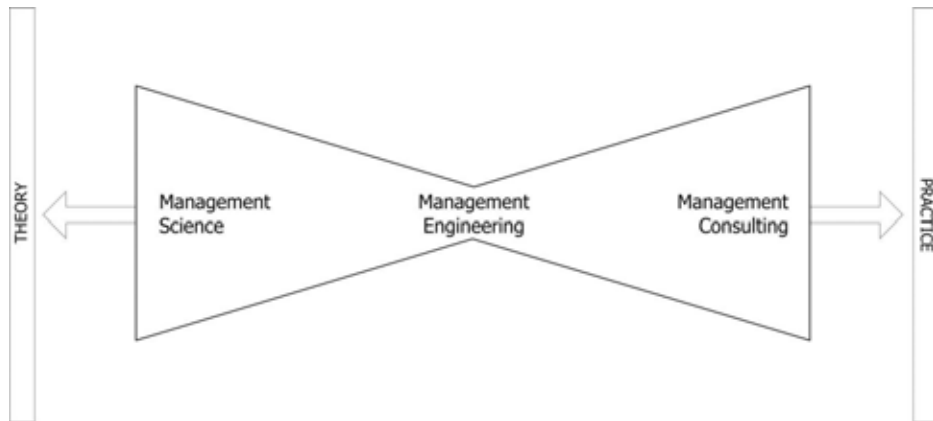 THEORY
Management
Science
Management
Engineering
Management
Consulting
PRACTICE